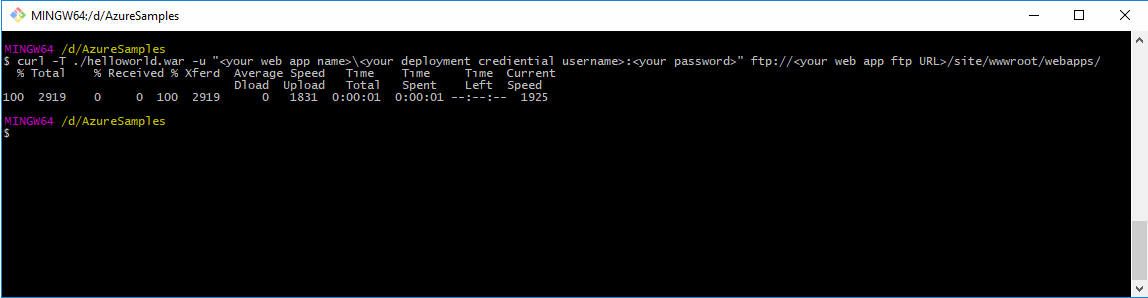 MINGW64:/d/AzureSamples
MINGW64 /d/AzureSamples
$ curl -T ./helloworld.war -u "<your web app name>\<your deployment crediential username>:<your password>" ftp://<your web app ftp URL>/site/wwwroot/webapps/
  % Total    % Received % Xferd  Average Speed   Time    Time     Time  Current
                                 Dload  Upload   Total   Spent    Left  Speed
100  2919    0     0  100  2919      0   1831  0:00:01  0:00:01 --:--:--  1925
MINGW64 /d/AzureSamples
$